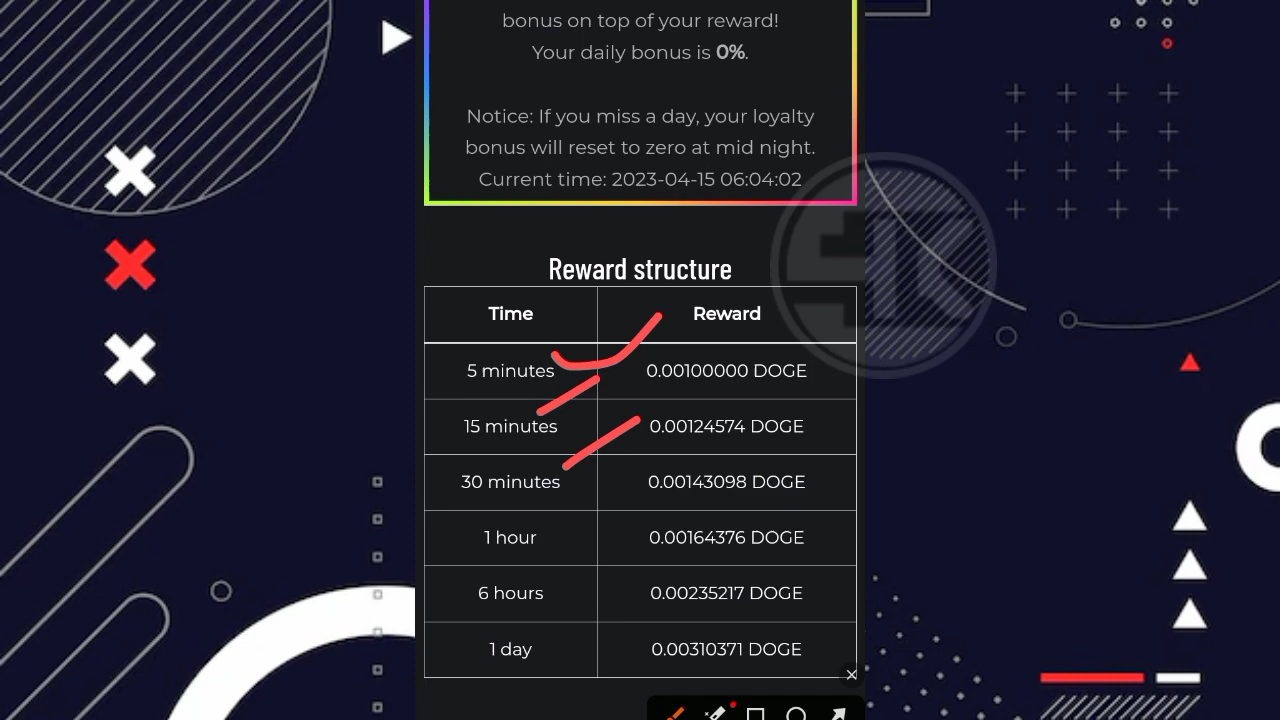 bonus on top of your reward!
Your daily bonus is 0%.
Notice: If you miss a day, your loyalty
bonus will reset to zero at mid night.
Current time: 2023-04-15 06:04:02
Reward structure
Time Reward
5 minutes 0.00100000 DOGE
15 minutes 0.00124574 DOGE
30 minutes 0.00143098 DOGE
1 hour 0.00164376 DOGE
6 hours 0.00235217 DOGE
1 day 0.00310371 DOGE